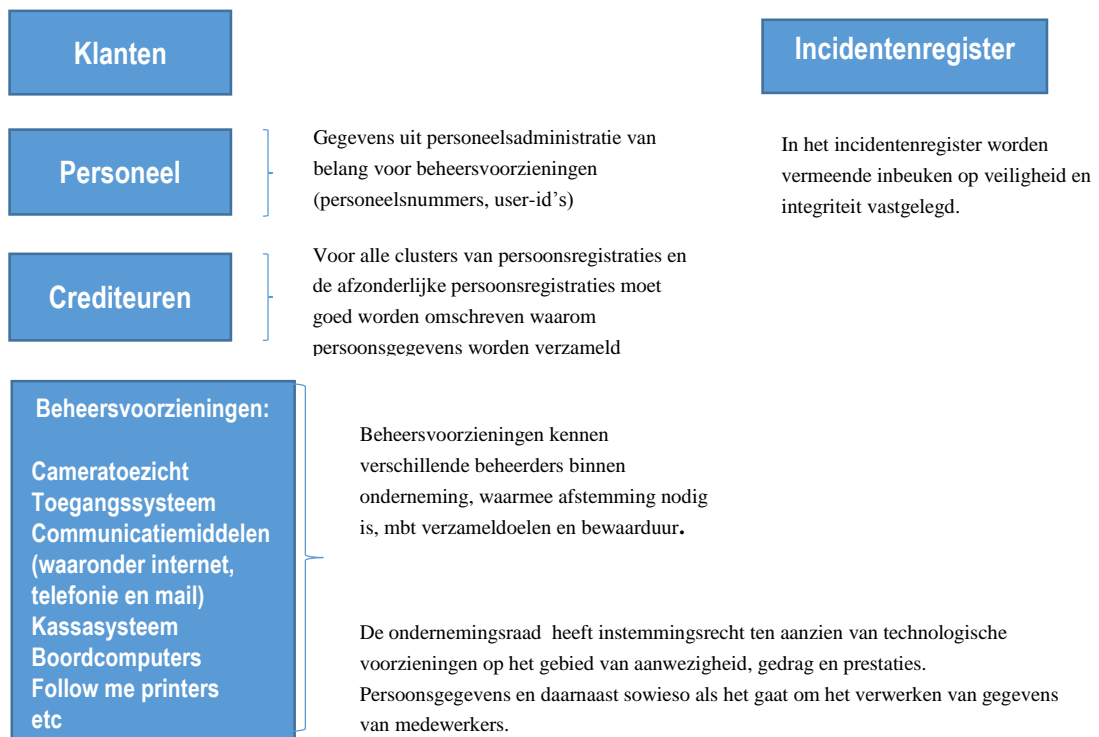 Klanten
Incidentenregister
Personeel
Gegevens uit personeelsadministratie van
belang voor beheersvoorzieningen
(personeelsnummers, user-id’s)
In het incidentenregister worden
vermeende inbeuken op veiligheid en
integriteit vastgelegd.
Crediteuren
Voor alle clusters van persoonsregistraties en
de afzonderlijke persoonsregistraties moet
goed worden omschreven waarom
persoonsgegevens worden verzameld
Beheersvoorzieningen:
Cameratoezicht
Toegangssysteem
Communicatiemiddelen
(waaronder internet,
telefonie en mail)
Kassasysteem
Boordcomputers
Follow me printers
etc
Beheersvoorzieningen kennen
verschillende beheerders binnen
onderneming, waarmee afstemming nodig
is, mbt verzameldoelen en bewaarduur.
De ondernemingsraad heeft instemmingsrecht ten aanzien van technologische
voorzieningen op het gebied van aanwezigheid, gedrag en prestaties.
Persoonsgegevens en daarnaast sowieso als het gaat om het verwerken van gegevens
van medewerkers.